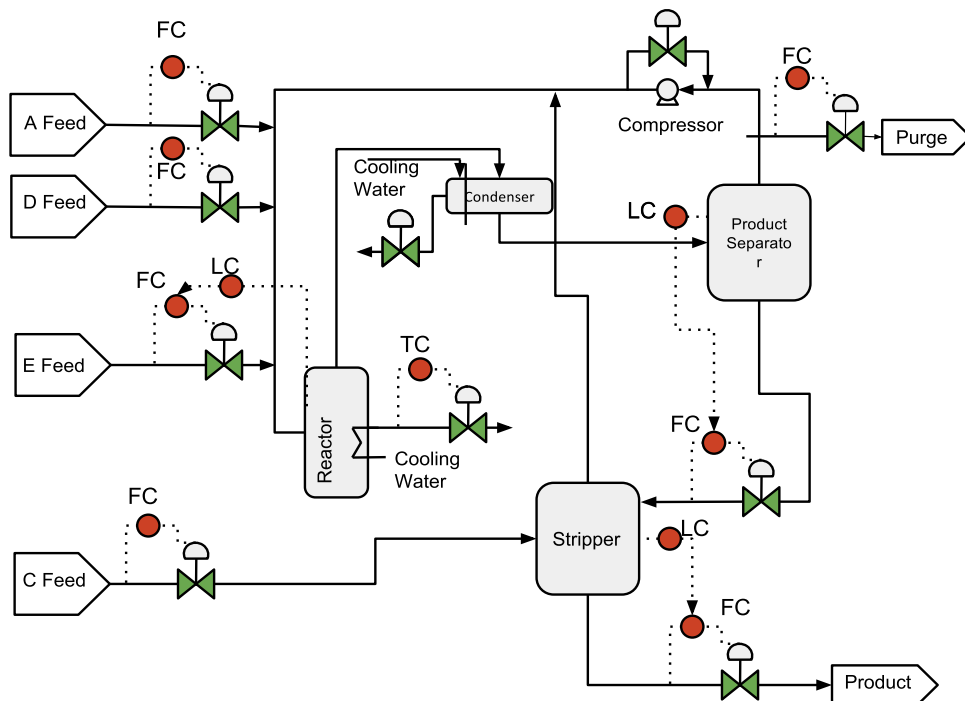 FC
FC
A Feed
Compressor
Purge
FC
Cooling
Water
D Feed
Condenser
LC
Product
Separato
r
FC
LC
E Feed
TC
Reactor
FC
Cooling
Water
FC
LC
Stripper
C Feed
FC
Product